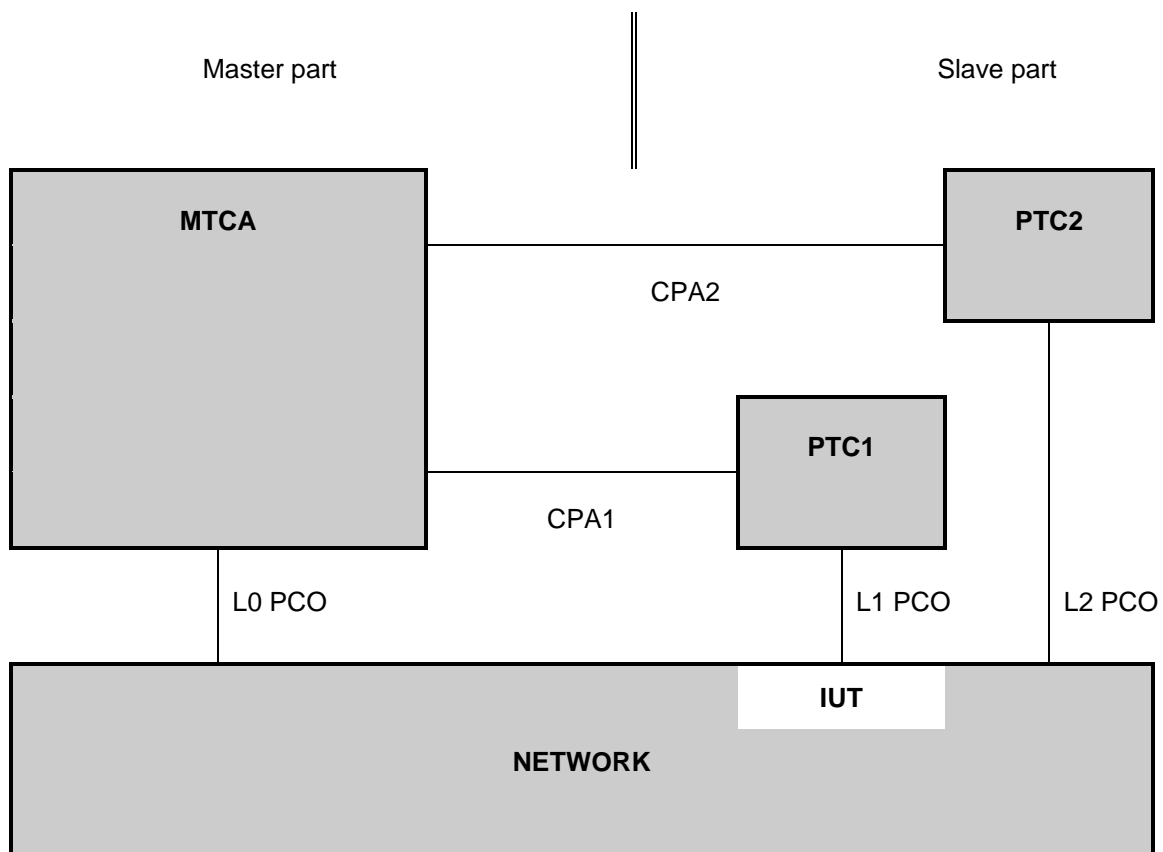 Master part
Slave part
MTCA
PTC2
CPA2
PTC1
CPA1
L0 PCO
L1 PCO
L2 PCO
IUT
NETWORK